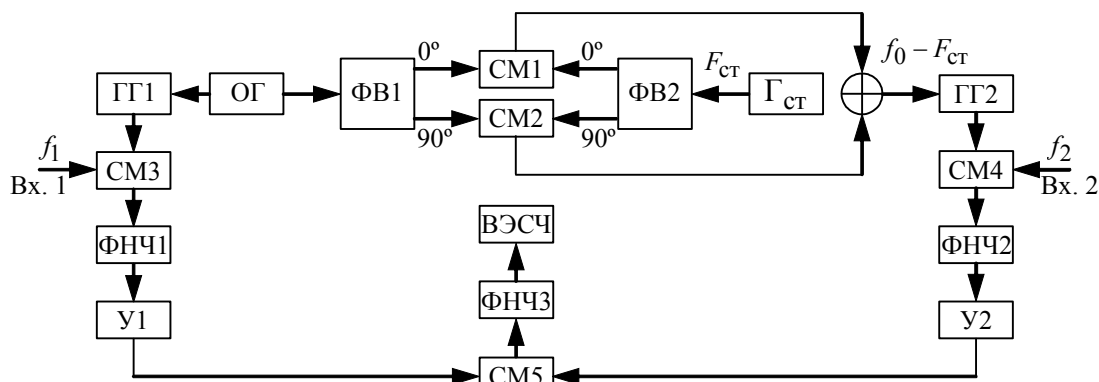 0º
СМ1
0º
Fст
f0 − Fст
ГГ1
ОГ
ФВ1
ФВ2
Гст
ГГ2
СМ2
90º
90º
f1
Вх. 1
СМ3
СМ4
f2
Вх. 2
ВЭСЧ
ФНЧ1
ФНЧ2
ФНЧ3
У1
У2
СМ5